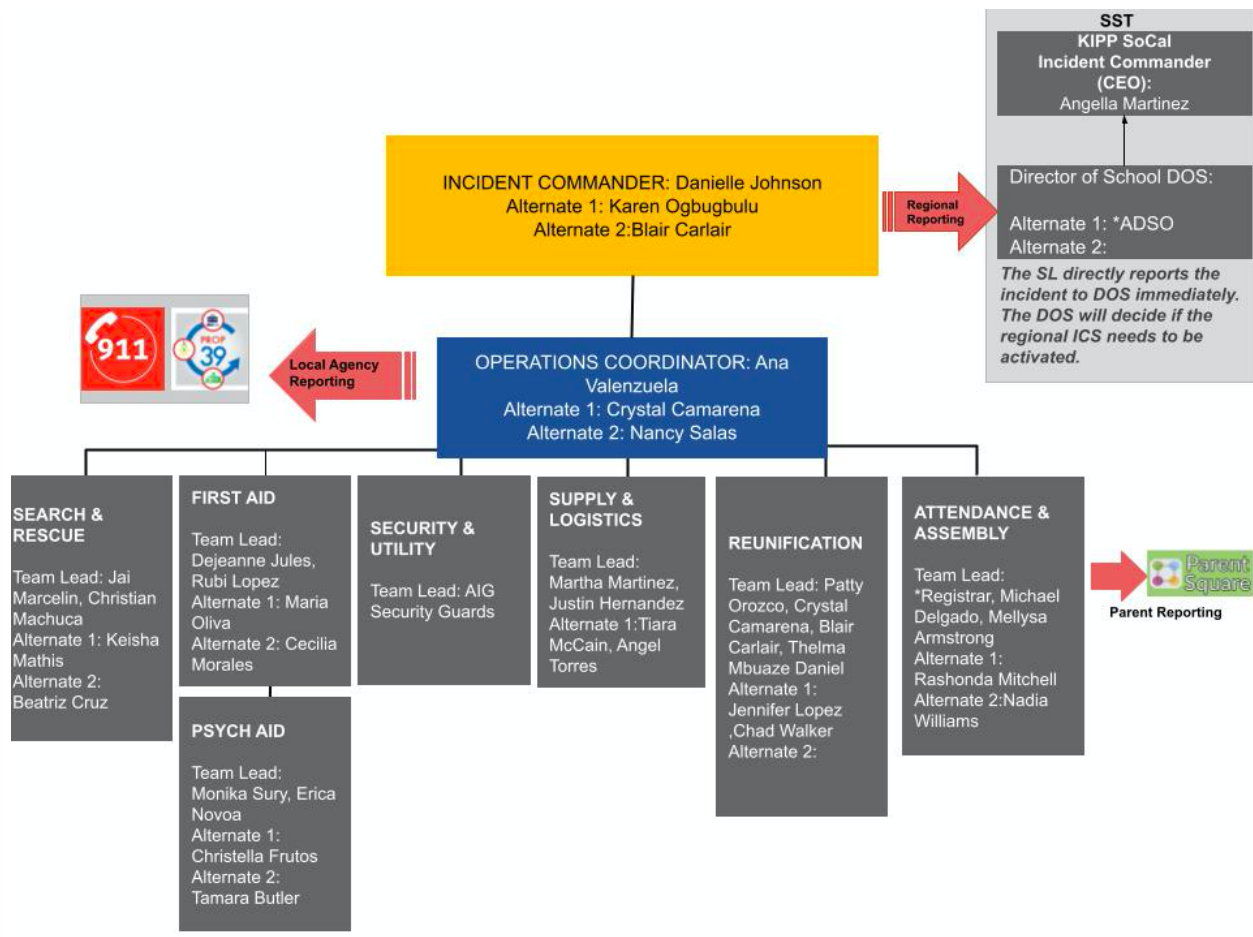 SST
KIPP SoCal
Incident Commander
(CEO):
Angella Martinez
INCIDENT COMMANDER: Danielle Johnson
Alternate 1: Karen Ogbugbulu
Alternate 2:Blair Carlair
Regional
Reporting
Director of School DOS:
Alternate 1: *ADSO
Alternate 2:
The SL directly reports the
incident to DOS immediately.
The DOS will decide if the
regional ICS needs to be
activated.
911
PROP
39
Local Agency
Reporting
OPERATIONS COORDINATOR: Ana
Valenzuela
Alternate 1: Crystal Camarena
Alternate 2: Nancy Salas
SEARCH &
RESCUE
Team Lead: Jai
Marcelin, Christian
Machuca
Alternate 1: Keisha
Mathis
Alternate 2:
Beatriz Cruz
FIRST AID
Team Lead:
Dejeanne Jules,
Rubi Lopez
Alternate 1: Maria
Oliva
Alternate 2: Cecilia
Morales
PSYCH AID
Team Lead:
Monika Sury, Erica
Novoa
Alternate 1:
Christella Frutos
Alternate 2:
Tamara Butler
SECURITY &
UTILITY
Team Lead: AIG
Security Guards
SUPPLY &
LOGISTICS
Team Lead:
Martha Martinez,
Justin Hernandez
Alternate 1:Tiara
McCain, Angel
Torres
REUNIFICATION
Team Lead: Patty
Orozco, Crystal
Camarena, Blair
Carlair, Thelma
Mbuaze Daniel
Alternate 1:
Jennifer Lopez
,Chad Walker
Alternate 2:
ATTENDANCE &
ASSEMBLY
Team Lead:
*Registrar, Michael
Delgado, Mellysa
Armstrong
Alternate 1:
Rashonda Mitchell
Alternate 2:Nadia
Williams
Parent
Square
Parent Reporting